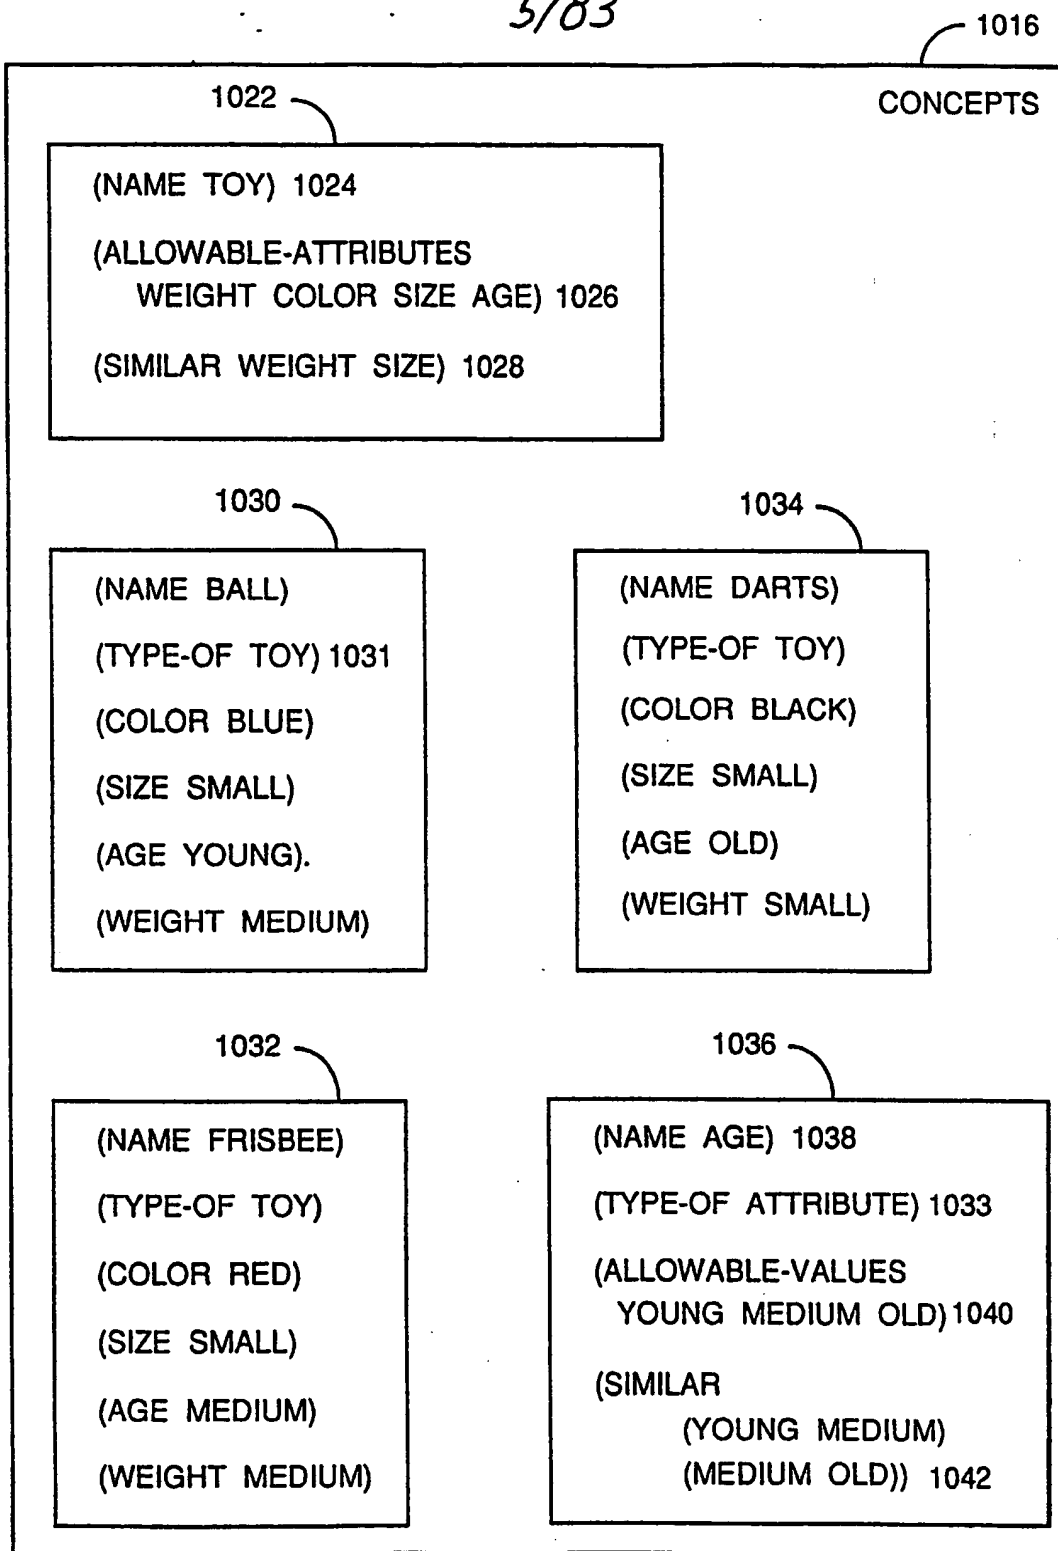 5/83
1016
CONCEPTS
1022
(NAME TOY) 1024
(ALLOWABLE-ATTRIBUTES
WEIGHT COLOR SIZE AGE) 1026
(SIMILAR WEIGHT SIZE) 1028
1030
(NAME BALL)
(TYPE-OF TOY) 1031
(COLOR BLUE)
(SIZE SMALL)
(AGE YOUNG).
(WEIGHT MEDIUM)
1034
(NAME DARTS)
(TYPE-OF TOY)
(COLOR BLACK)
(SIZE SMALL)
(AGE OLD)
(WEIGHT SMALL)
1032
(NAME FRISBEE)
(TYPE-OF TOY)
(COLOR RED)
(SIZE SMALL)
(AGE MEDIUM)
(WEIGHT MEDIUM)
1036
(NAME AGE) 1038
(TYPE-OF ATTRIBUTE) 1033
(ALLOWABLE-VALUES
YOUNG MEDIUM OLD) 1040
(SIMILAR
(YOUNG MEDIUM)
(MEDIUM OLD)) 1042